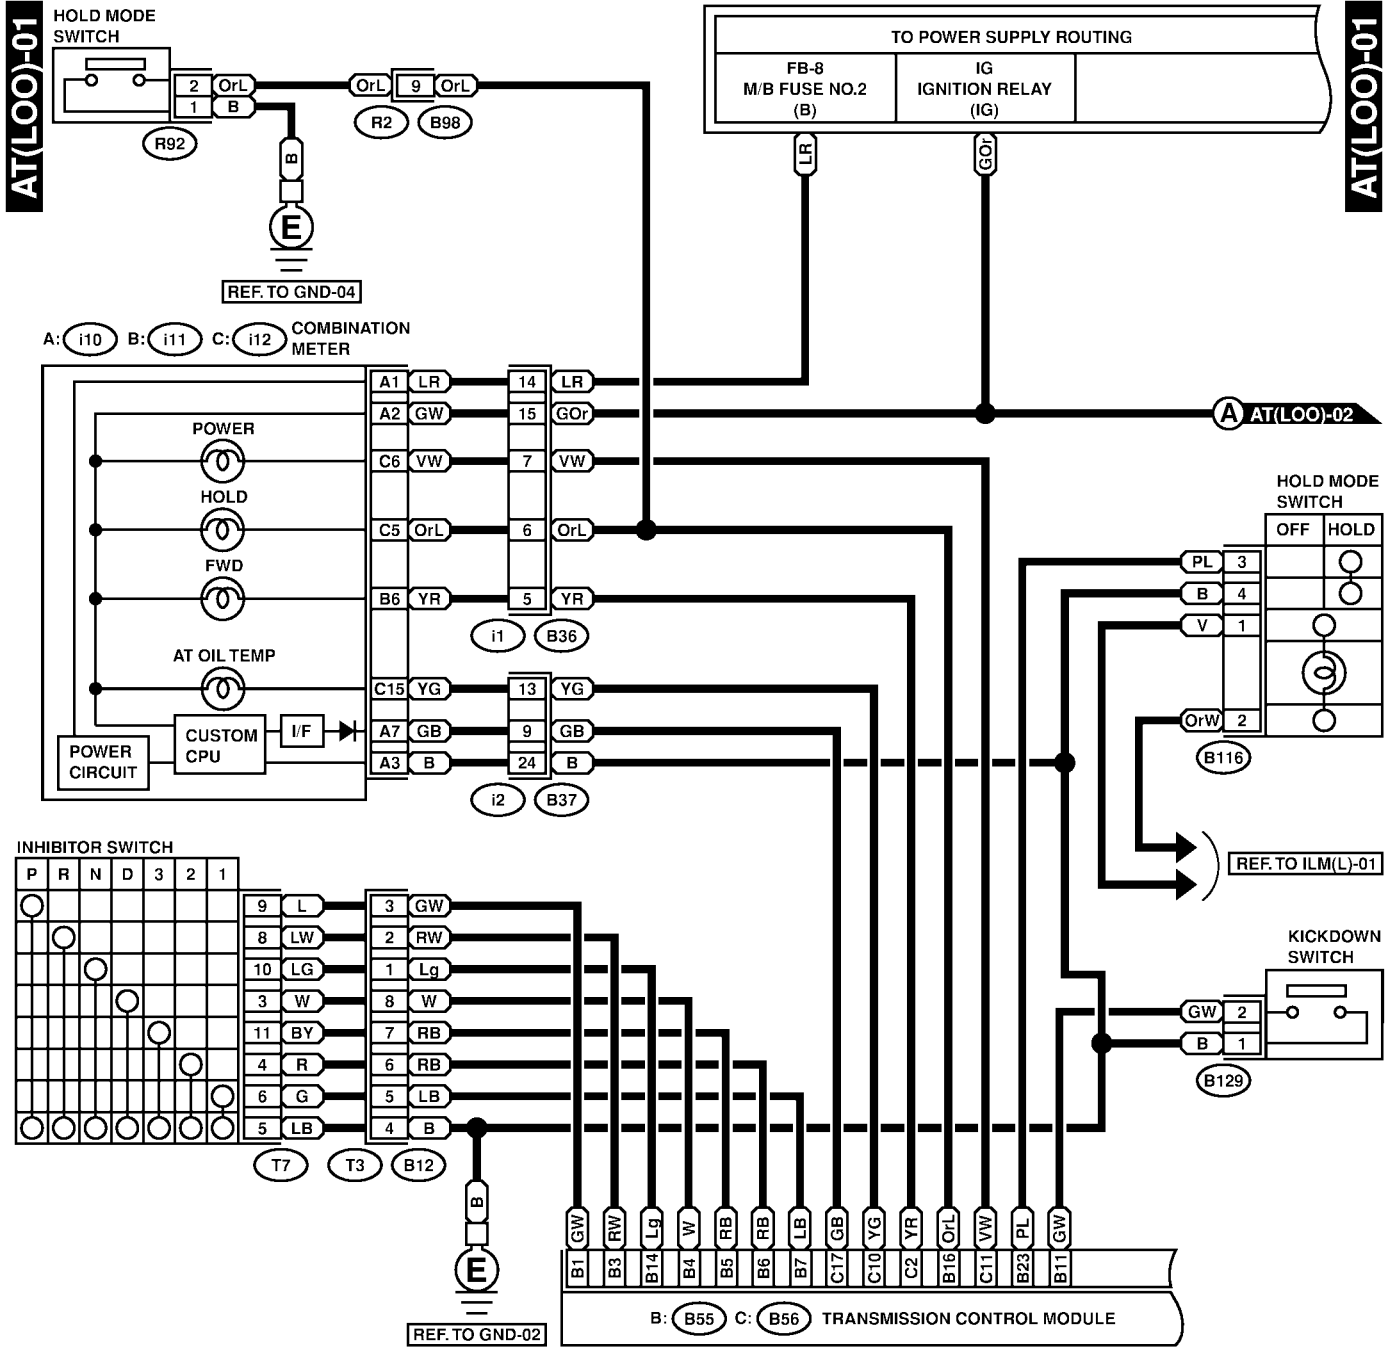 AT(LOO)-01
HOLD MODE
SWITCH
2 OrL
1 B
R92
B
E
REF. TO GND-04
OrL 9 OrL
R2 B98
TO POWER SUPPLY ROUTING
FB-8
M/B FUSE NO.2
(B)
IG
IGNITION RELAY
(IG)
LR
GOr
AT(LOO)-01
A: i10 B: i11 C: i12 COMBINATION
METER
A1 LR 14 LR
A2 GW 15 GOr
A AT(LOO)-02
POWER
C6 VW 7 VW
HOLD
C5 OrL 6 OrL
FWD
B6 YR 5 YR
i1 B36
AT OIL TEMP
C15 YG 13 YG
CUSTOM
CPU
I/F
A7 GB 9 GB
POWER
CIRCUIT
A3 B 24 B
i2 B37
HOLD MODE
SWITCH
OFF HOLD
PL 3
B 4
V 1
OrW 2
B116
REF. TO ILM(L)-01
KICKDOWN
SWITCH
GW 2
B 1
B129
INHIBITOR SWITCH
P R N D 3 2 1
9 L 3 GW
8 LW 2 RW
10 LG 1 Lg
3 W 8 W
11 BY 7 RB
4 R 6 RB
6 G 5 LB
5 LB 4 B
T7 T3 B12
B
E
REF. TO GND-02
GW RW Lg W RB RB LB GB YG YR OrL VW PL GW
B1 B3 B14 B4 B5 B6 B7 C17 C10 C2 B16 C11 B23 B11
B: B55 C: B56 TRANSMISSION CONTROL MODULE